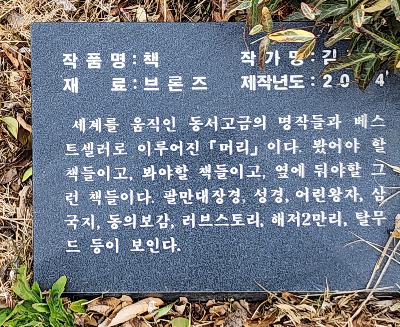 작품명:책 작가명:김
재 료:브론즈 제작년도:20 4
세계를 움직인 동서고금의 명작들과 베스
트셀러로 이루어진 「머리」이다. 봤어야 할
책들이고, 봐야할 책들이고, 옆에 둬야할 그
런 책들이다. 팔만대장경, 성경, 어린왕자, 삼
국지, 동의보감, 러브스토리, 해저2만리, 탈무
드 등이 보인다.